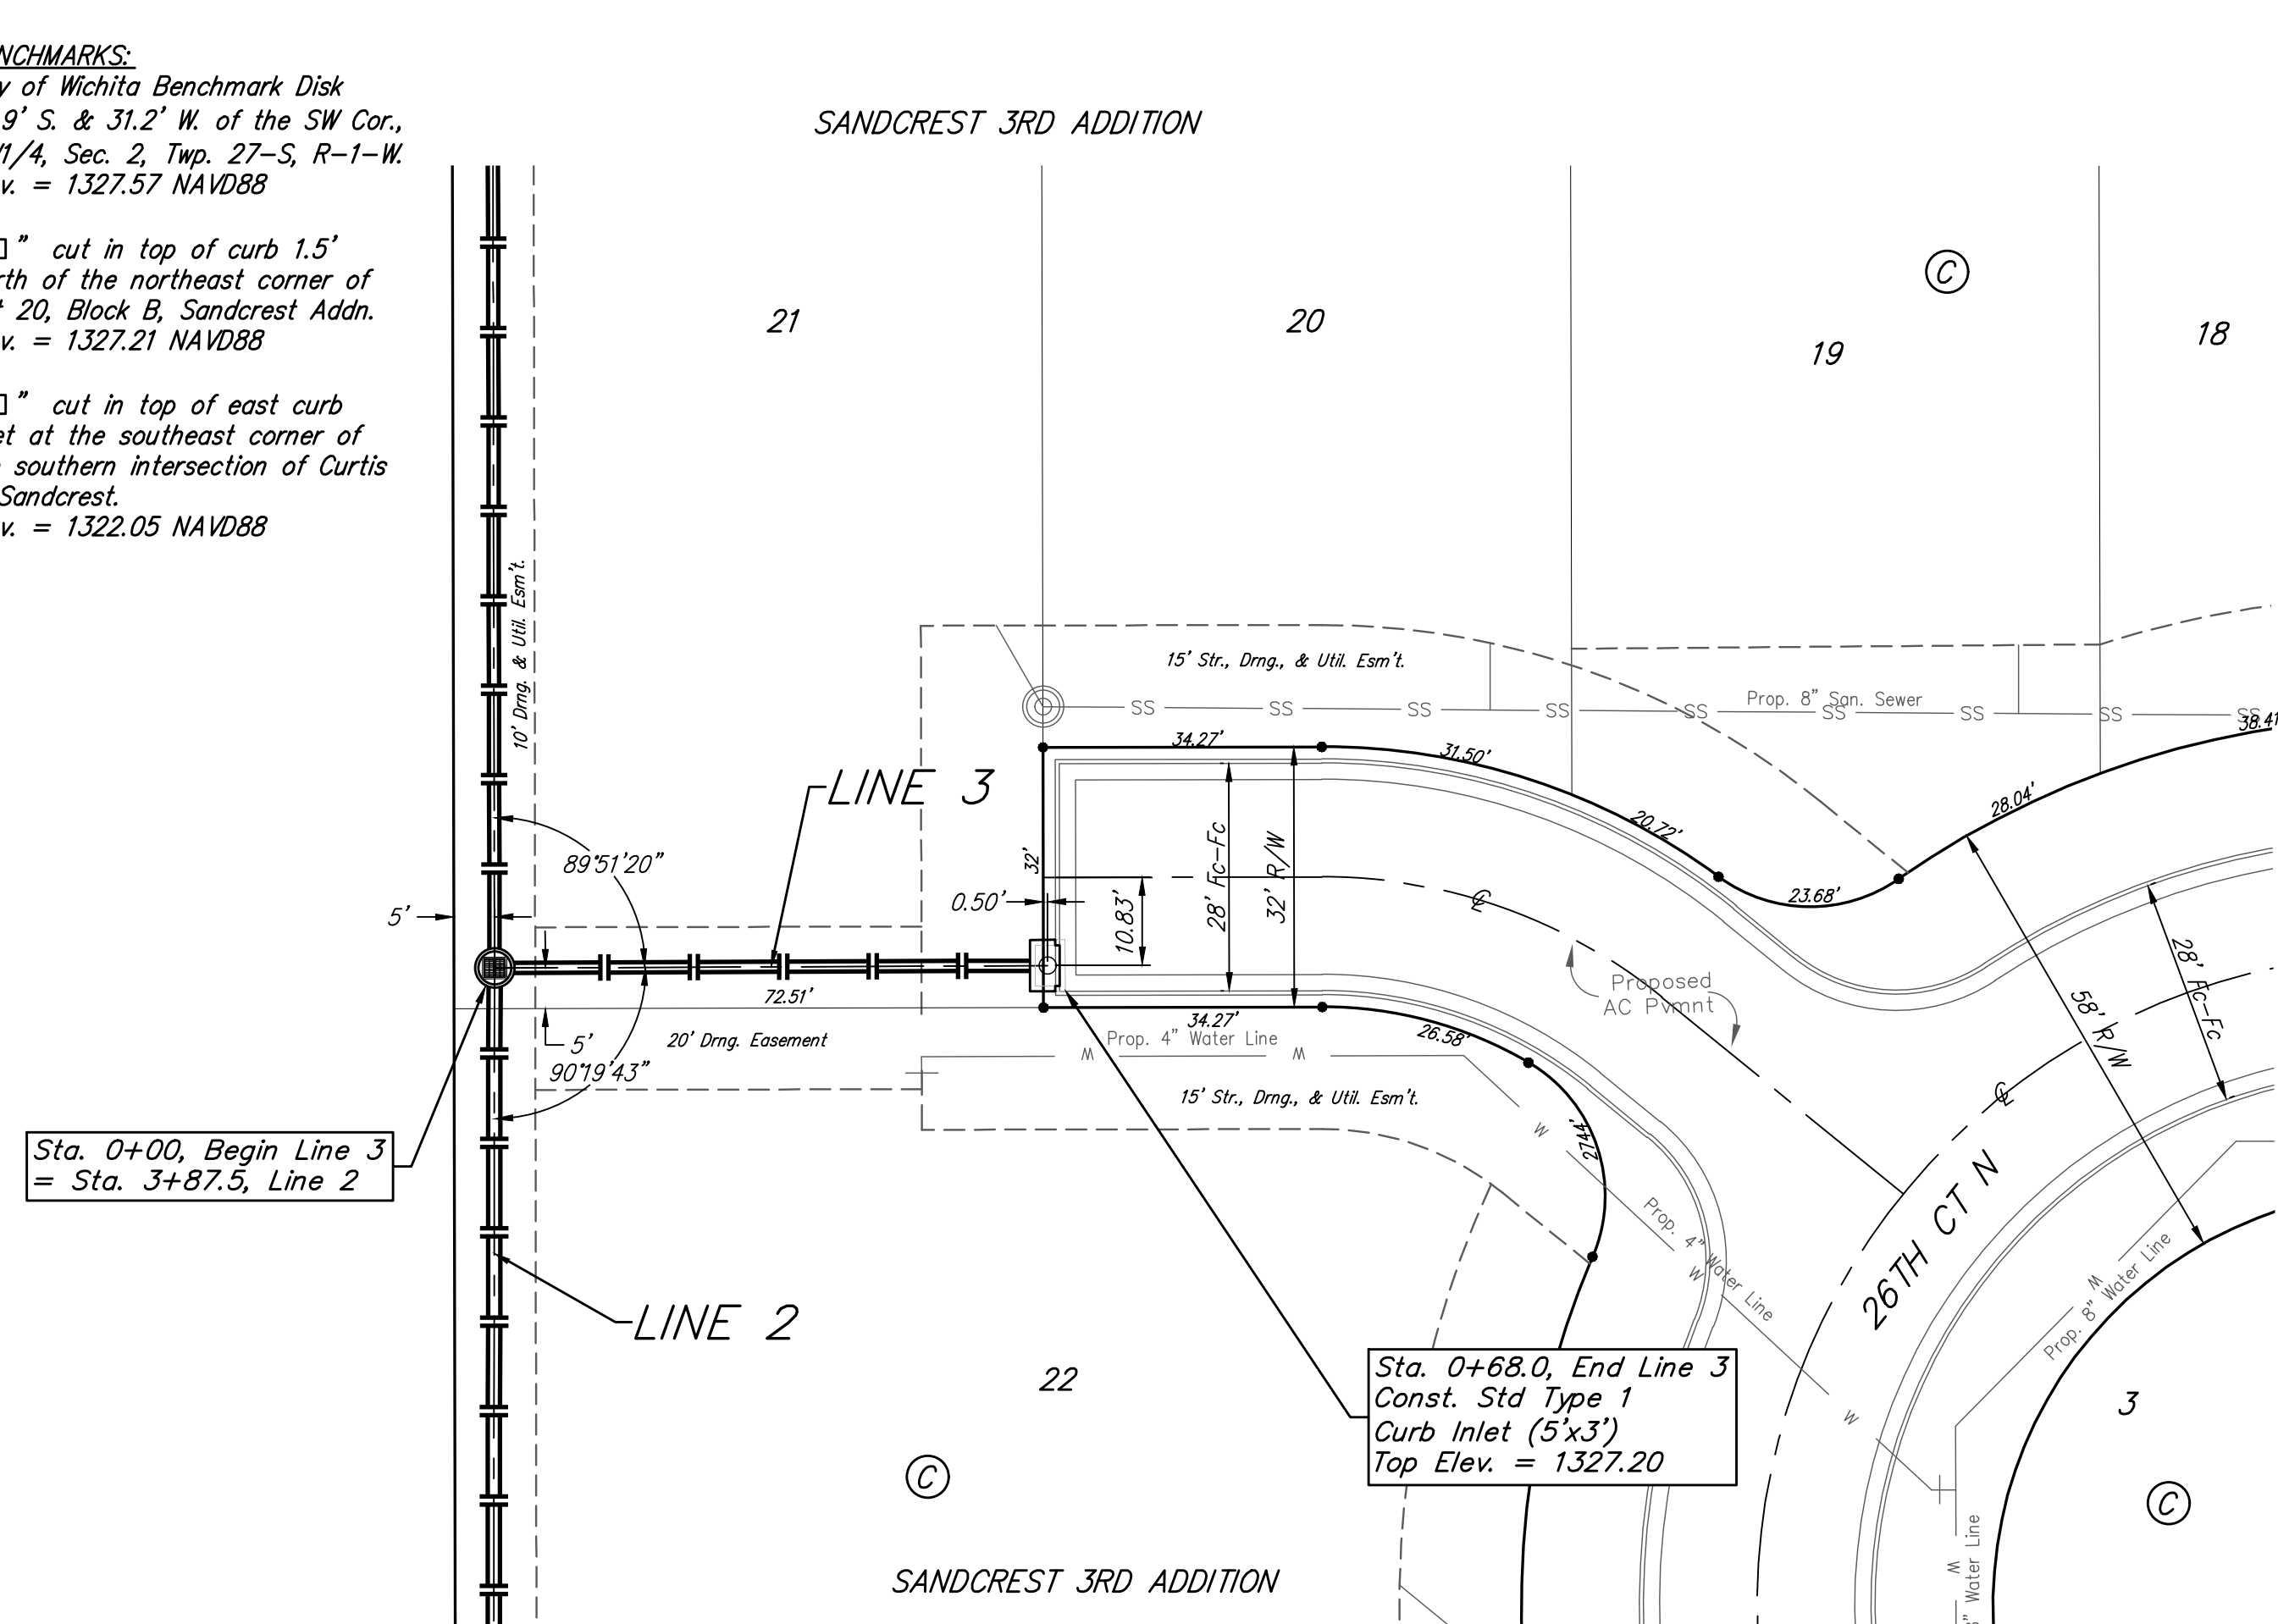 NCHMARKS:
y of Wichita Benchmark Disk
9' S. & 31.2' W. of the SW Cor.,
1/4, Sec. 2, Twp. 27-S, R-1-W.
v. = 1327.57 NAVD88
" cut in top of curb 1.5'
rth of the northeast corner of
t 20, Block B, Sandcrest Addn.
v. = 1327.21 NAVD88
" cut in top of east curb
et at the southeast corner of
southern intersection of Curtis
Sandcrest.
v. = 1322.05 NAVD88
SANDCREST 3RD ADDITION
C
21
20
19
18
10' Drng. & Util. Esm't.
15' Str., Drng., & Util. Esm't.
Prop. 8" San. Sewer
SS SS SS SS SS SS SS SS SS
38.41
34.27'
31.50'
20.72'
23.68'
28.04'
LINE 3
89°51'20"
32'
0.50'
10.83'
28' Fc-Fc
32' R/W
℄
5'
72.51'
5'
90°19'43"
20' Drng. Easement
34.27'
Prop. 4" Water Line
W W
26.58'
27.44'
15' Str., Drng., & Util. Esm't.
Proposed
AC Pvmnt
58' R/W
28' Fc-Fc
℄
Sta. 0+00, Begin Line 3
= Sta. 3+87.5, Line 2
W
Prop. 4" Water Line
W
W
26TH CT N
W
Prop. 8" Water Line
LINE 2
22
Sta. 0+68.0, End Line 3
Const. Std Type 1
Curb Inlet (5'x3')
Top Elev. = 1327.20
3
C
C
W
" Water Line
SANDCREST 3RD ADDITION